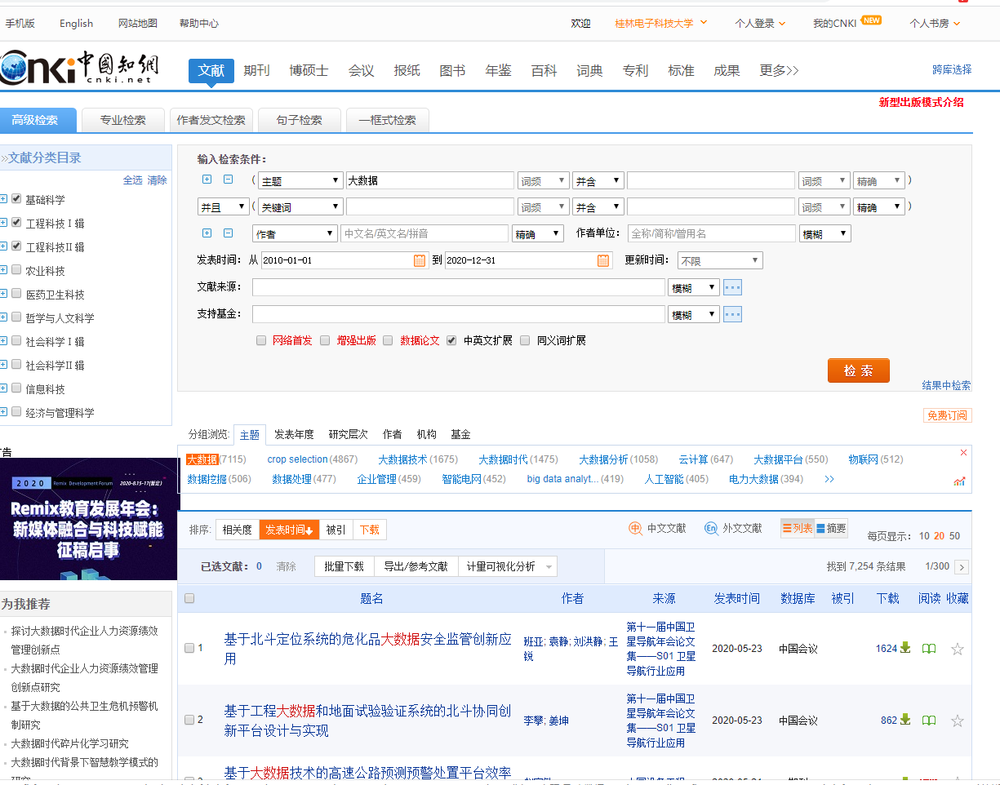 手机版 English 网站地图 帮助中心 欢迎 桂林电子科技大学 个人登录 我的CNKI NEW 个人书房
cnki 中国知网
cnki.net
文献 期刊 博硕士 会议 报纸 图书 年鉴 百科 词典 专利 标准 成果 更多>> 跨库选择
新型出版模式介绍
高级检索 专业检索 作者发文检索 句子检索 一框式检索
»文献分类目录
全选 清除
基础科学
工程科技Ⅰ辑
工程科技Ⅱ辑
农业科技
医药卫生科技
哲学与人文科学
社会科学Ⅰ辑
社会科学Ⅱ辑
信息科技
经济与管理科学
输入检索条件：
( 主题 大数据 词频 并含 词频 精确 )
并且 ( 关键词 词频 并含 词频 精确 )
作者 中文名/英文名/拼音 精确 作者单位： 全称/简称/曾用名 模糊
发表时间： 从 2010-01-01 到 2020-12-31 更新时间： 不限
文献来源： 模糊 ...
支持基金： 模糊 ...
网络首发 增强出版 数据论文 中英文扩展 同义词扩展
检 索
结果中检索
免费订阅
分组浏览: 主题 发表年度 研究层次 作者 机构 基金
大数据(7115) crop selection(4867) 大数据技术(1675) 大数据时代(1475) 大数据分析(1058) 云计算(647) 大数据平台(550) 物联网(512)
数据挖掘(506) 数据处理(477) 企业管理(459) 智能电网(452) big data analyt...(419) 人工智能(405) 电力大数据(394) >>
广告
2020 Remix Development Forum 2020-8.15-17(暂定)
Remix教育发展年会：
新媒体融合与科技赋能
征稿启事
为我推荐
探讨大数据时代企业人力资源绩效
管理创新点
大数据时代企业人力资源绩效管理
创新点研究
基于大数据的公共卫生危机预警机
制研究
大数据时代碎片化学习研究
大数据时代背景下智慧教学模式的
研究
排序: 相关度 发表时间↓ 被引 下载 中 中文文献 En 外文文献 列表 摘要 每页显示： 10 20 50
已选文献： 0 清除 批量下载 导出/参考文献 计量可视化分析 找到 7,254 条结果 1/300 >
题名 作者 来源 发表时间 数据库 被引 下载 阅读 收藏
1 基于北斗定位系统的危化品大数据安全监管创新应
用
班亚; 袁静; 刘洪静; 王
锐
第十一届中国卫
星导航年会论文
集——S01 卫星
导航行业应用
2020-05-23 中国会议 1624
2 基于工程大数据和地面试验验证系统的北斗协同创
新平台设计与实现
李攀; 姜坤
第十一届中国卫
星导航年会论文
集——S01 卫星
导航行业应用
2020-05-23 中国会议 862
基于大数据技术的高速公路预测预警处置平台效率